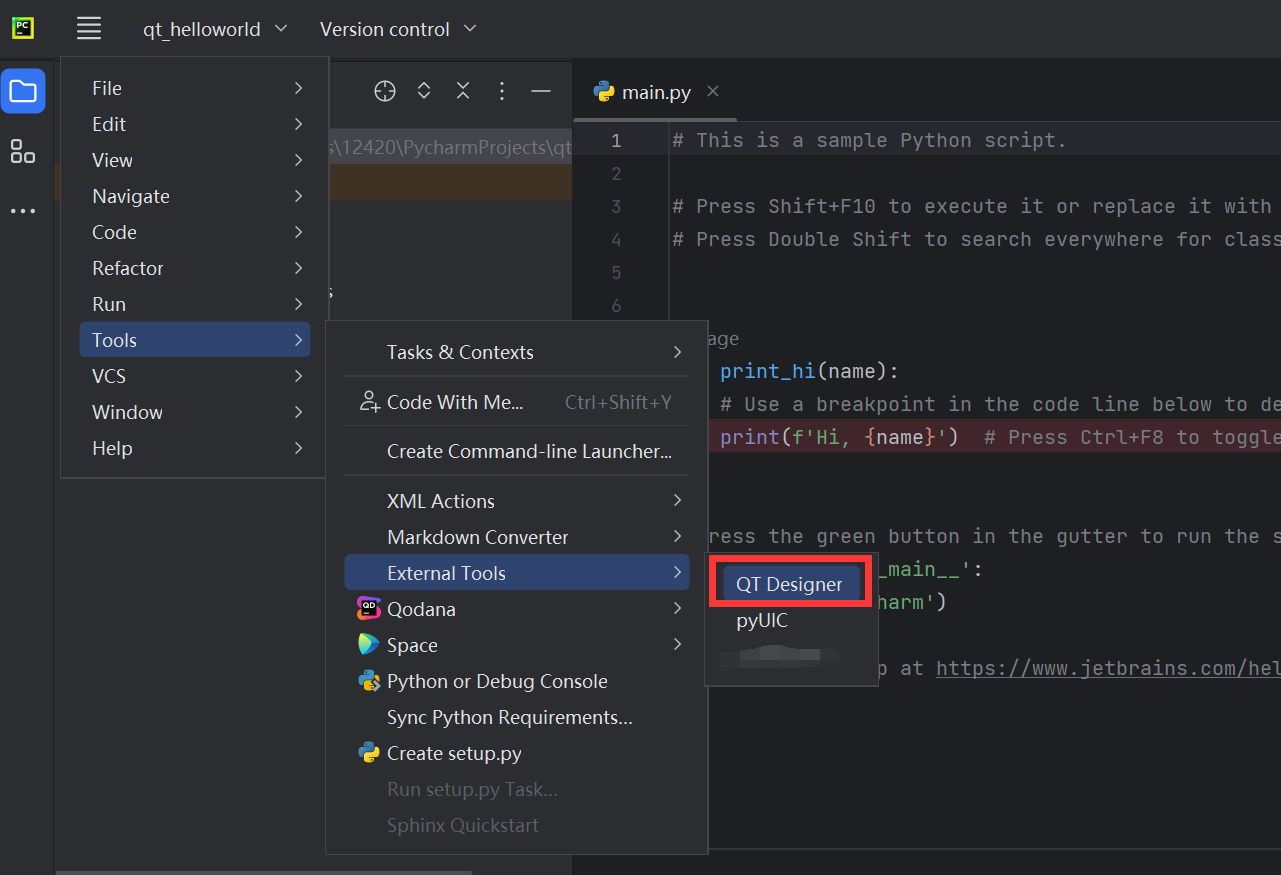 PC
qt_helloworld
Version control
File
Edit
View
Navigate
Code
Refactor
Run
Tools
VCS
Window
Help
\12420\PycharmProjects\qt
main.py
1 # This is a sample Python script.
2
3 # Press Shift+F10 to execute it or replace it with
4 # Press Double Shift to search everywhere for class
5
6
print_hi(name):
# Use a breakpoint in the code line below to de
print(f'Hi, {name}')  # Press Ctrl+F8 to toggle
ress the green button in the gutter to run the s
_main__':
harm')
p at https://www.jetbrains.com/hel
Tasks & Contexts
Code With Me... Ctrl+Shift+Y
Create Command-line Launcher...
XML Actions
Markdown Converter
External Tools
QD
Qodana
Space
Python or Debug Console
Sync Python Requirements...
Create setup.py
Run setup.py Task...
Sphinx Quickstart
QT Designer
pyUIC